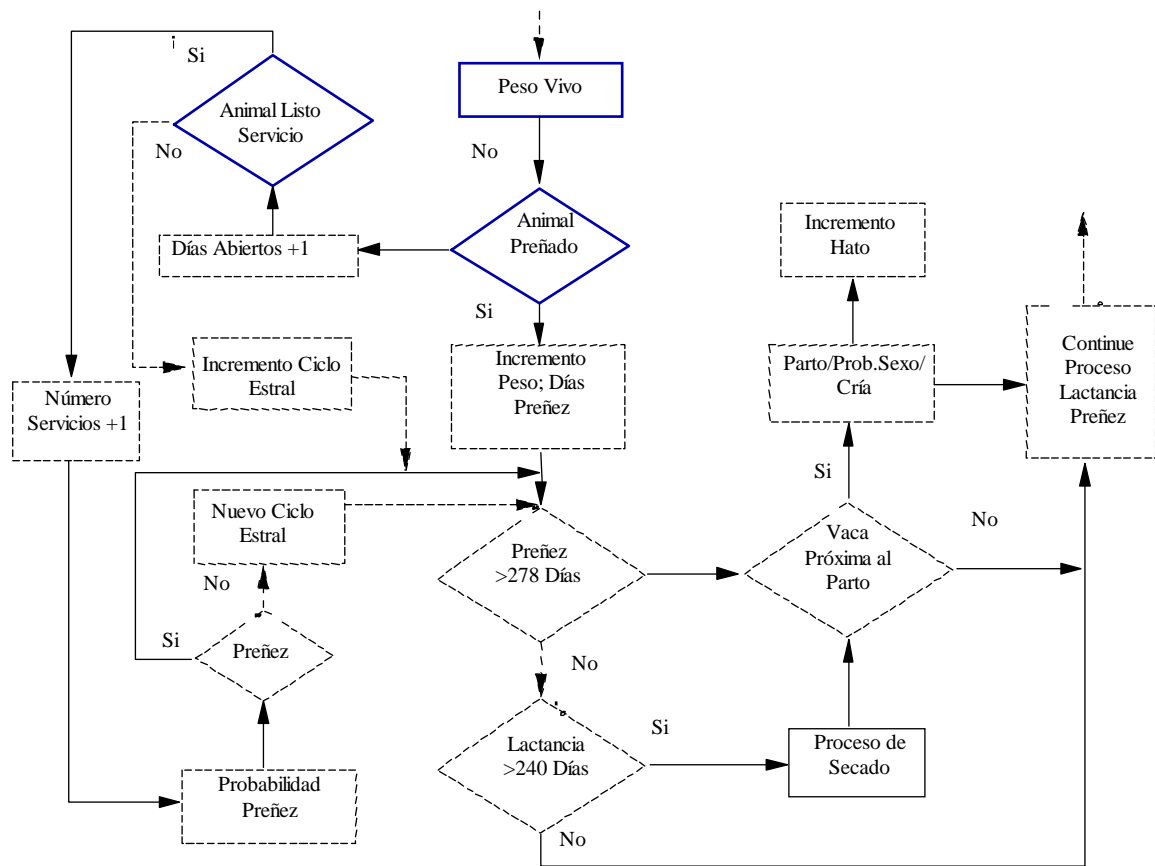 Si
Peso Vivo
Animal Listo
Servicio
No
No
Animal
Preñado
Incremento
Hato
Días Abiertos +1
Si
Incremento Ciclo
Estral
Incremento
Peso; Días
Preñez
Parto/Prob.Sexo/
Cría
Continue
Proceso
Lactancia
Preñez
Número
Servicios +1
Si
Nuevo Ciclo
Estral
No
Preñez
>278 Días
Vaca
Próxima al
Parto
No
Si
Preñez
No
Lactancia
>240 Días
Si
Proceso de
Secado
Probabilidad
Preñez
No